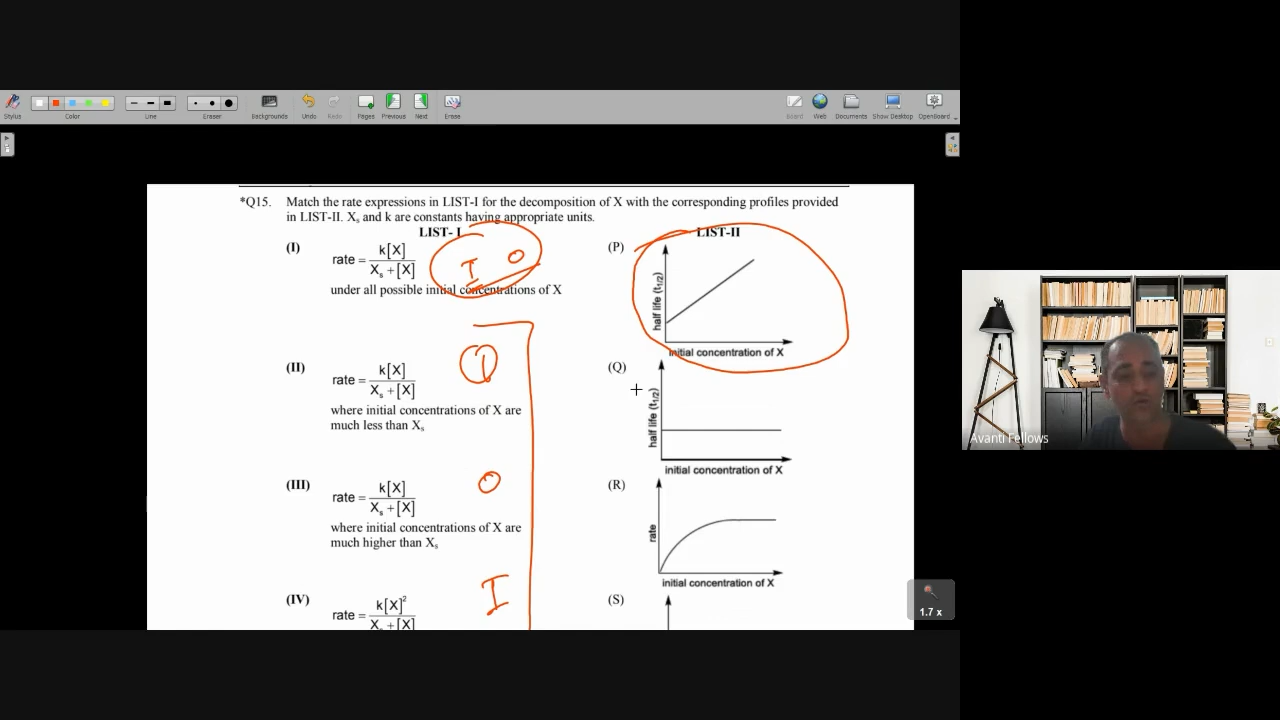 Stylus
Color
Line
Eraser
Backgrounds
Undo
Redo
Pages
Previous
Next
Erase
Board
Web
Documents
Show Desktop
OpenBoard
*Q15. Match the rate expressions in LIST-I for the decomposition of X with the corresponding profiles provided
in LIST-II. Xs and k are constants having appropriate units.
LIST- I
LIST-II
(I) rate = k[X] / Xs + [X]
I O
under all possible initial concentrations of X
(P)
half life (t1/2)
initial concentration of X
(II) rate = k[X] / Xs + [X]
I
where initial concentrations of X are
much less than Xs
(Q)
half life (t1/2)
initial concentration of X
(III) rate = k[X] / Xs + [X]
O
where initial concentrations of X are
much higher than Xs
(R)
rate
initial concentration of X
(IV) rate = k[X]² / Xs + [X]
I
(S)
1.7 x
Avanti Fellows